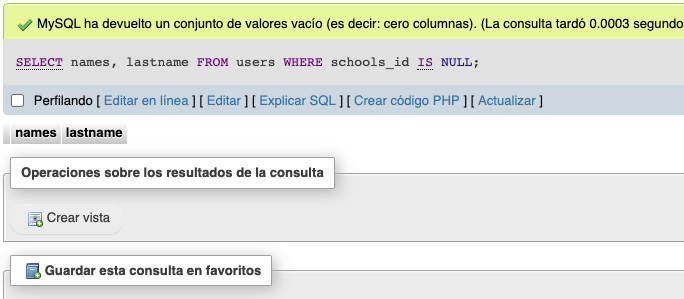 MySQL ha devuelto un conjunto de valores vacío (es decir: cero columnas). (La consulta tardó 0.0003 segundo
SELECT names, lastname FROM users WHERE schools_id IS NULL;
Perfilando [ Editar en línea ] [ Editar ] [ Explicar SQL ] [ Crear código PHP ] [ Actualizar ]
names lastname
Operaciones sobre los resultados de la consulta
Crear vista
Guardar esta consulta en favoritos